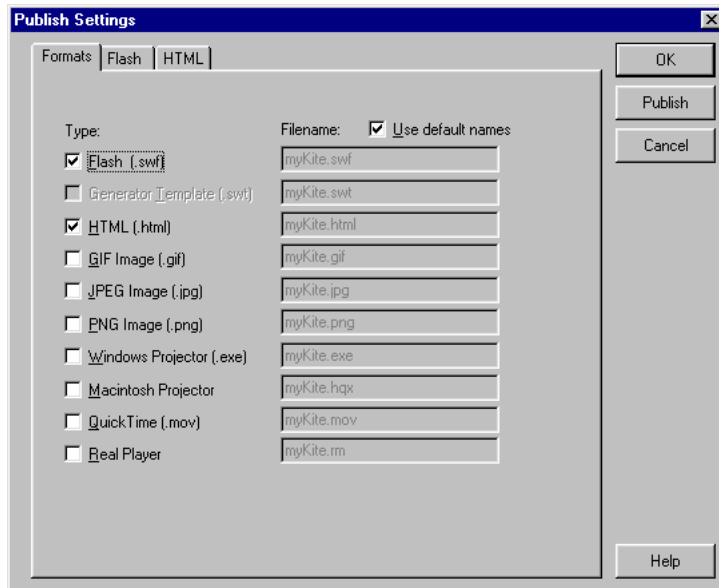 Publish Settings
Formats Flash HTML
OK
Publish
Cancel
Type: Filename: Use default names
Flash (.swf) myKite.swf
Generator Template (.swt) myKite.swt
HTML (.html) myKite.html
GIF Image (.gif) myKite.gif
JPEG Image (.jpg) myKite.jpg
PNG Image (.png) myKite.png
Windows Projector (.exe) myKite.exe
Macintosh Projector myKite.hqx
QuickTime (.mov) myKite.mov
Real Player myKite.rm
Help